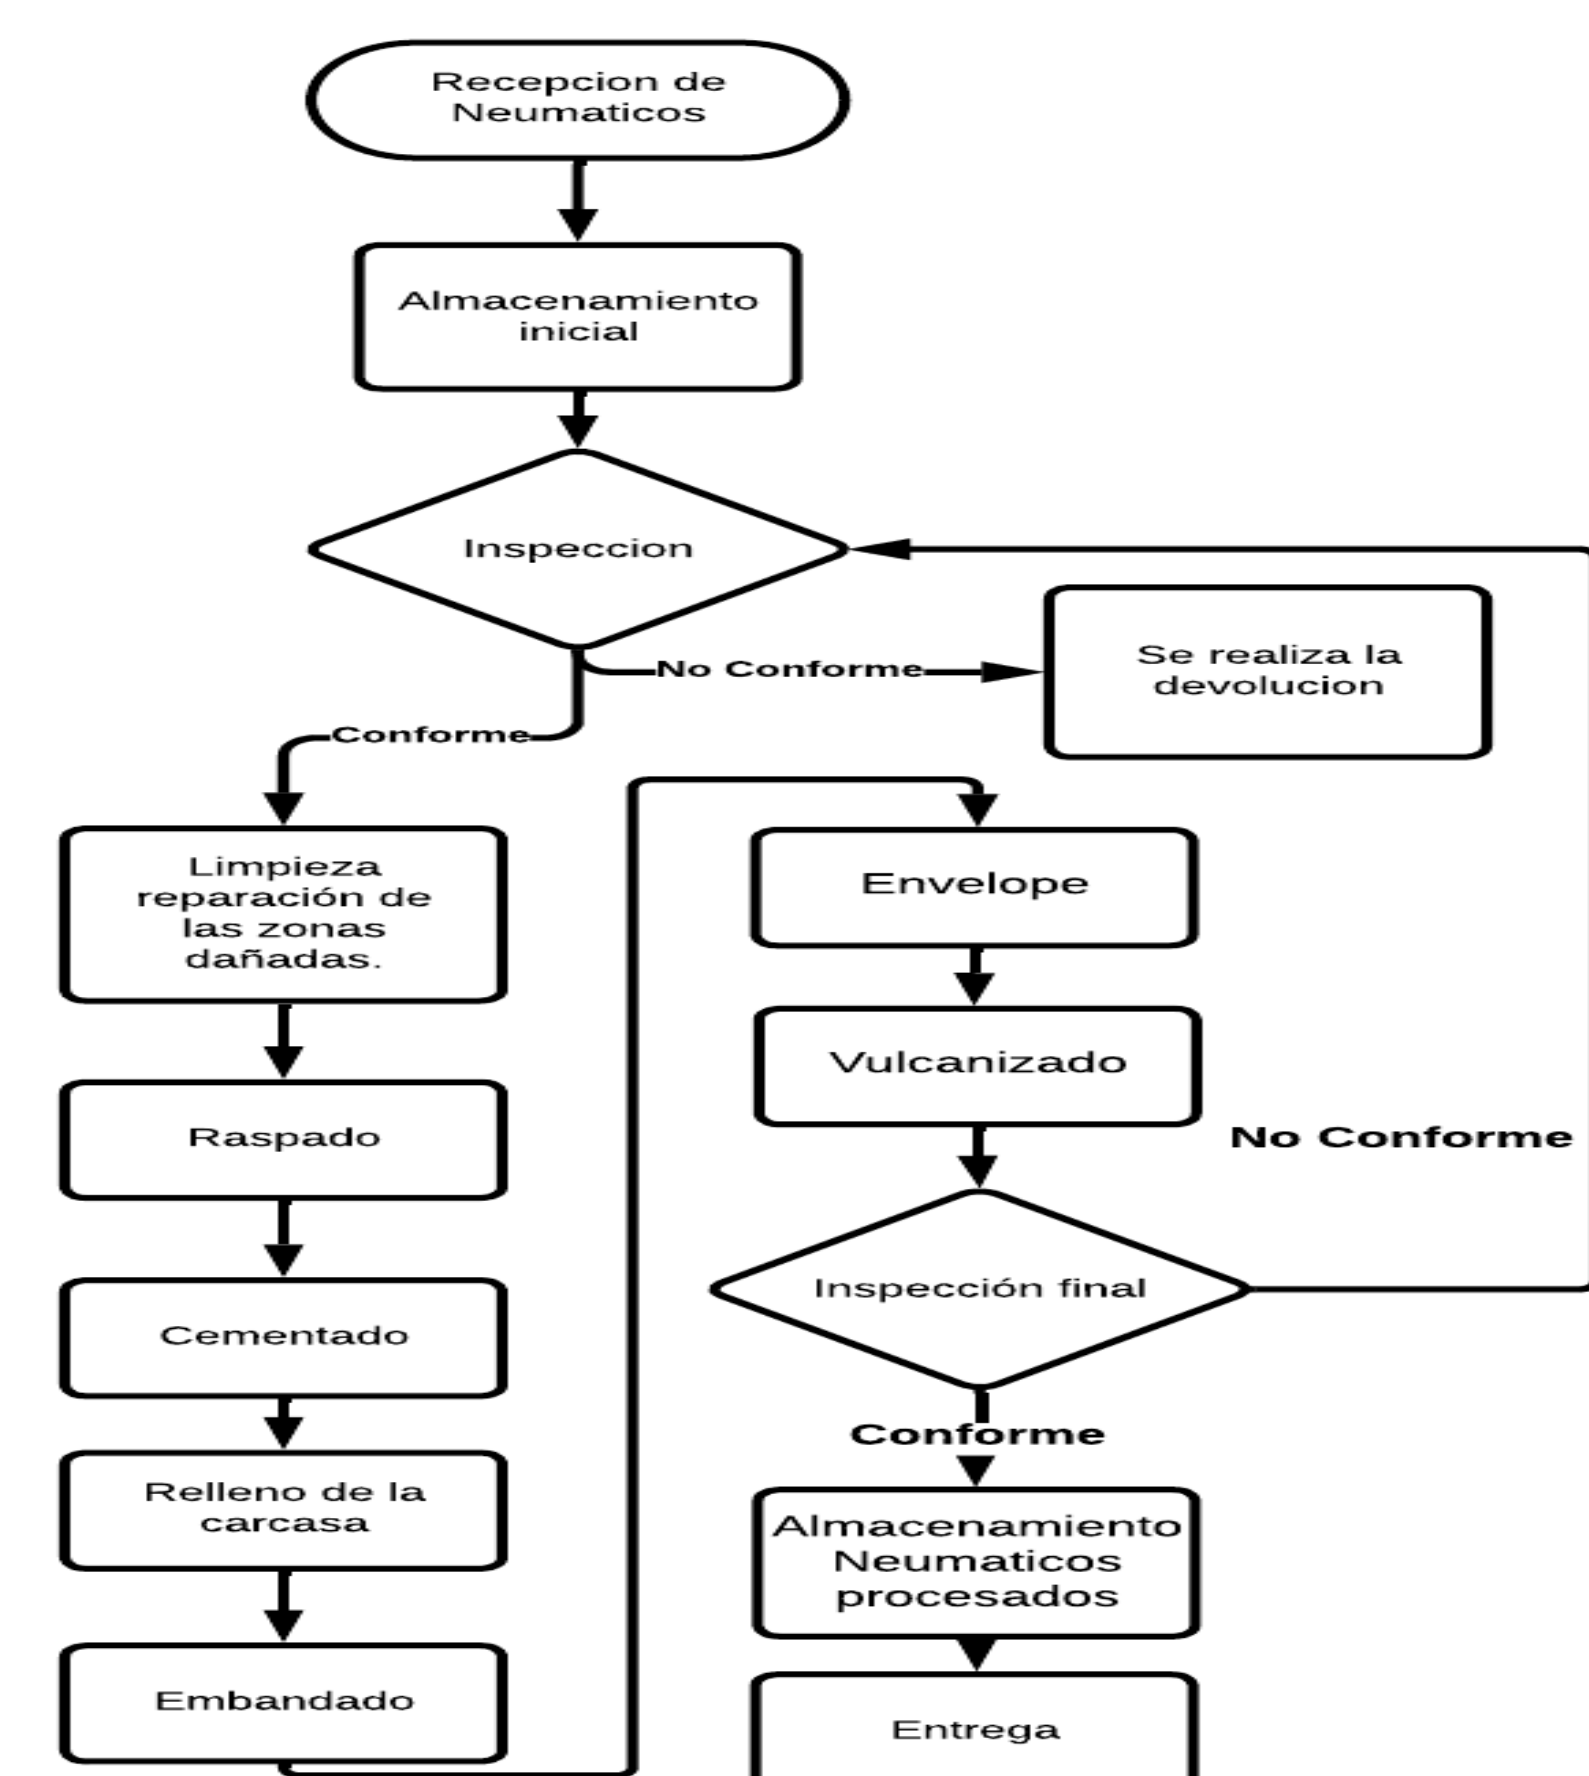 Recepcion de
Neumaticos
Almacenamiento
inicial
Inspeccion
No Conforme
Se realiza la
devolucion
Conforme
Limpieza
reparación de
las zonas
dañadas.
Raspado
Cementado
Relleno de la
carcasa
Embandado
Envelope
Vulcanizado
No Conforme
Inspección final
Conforme
Almacenamiento
Neumaticos
procesados
Entrega